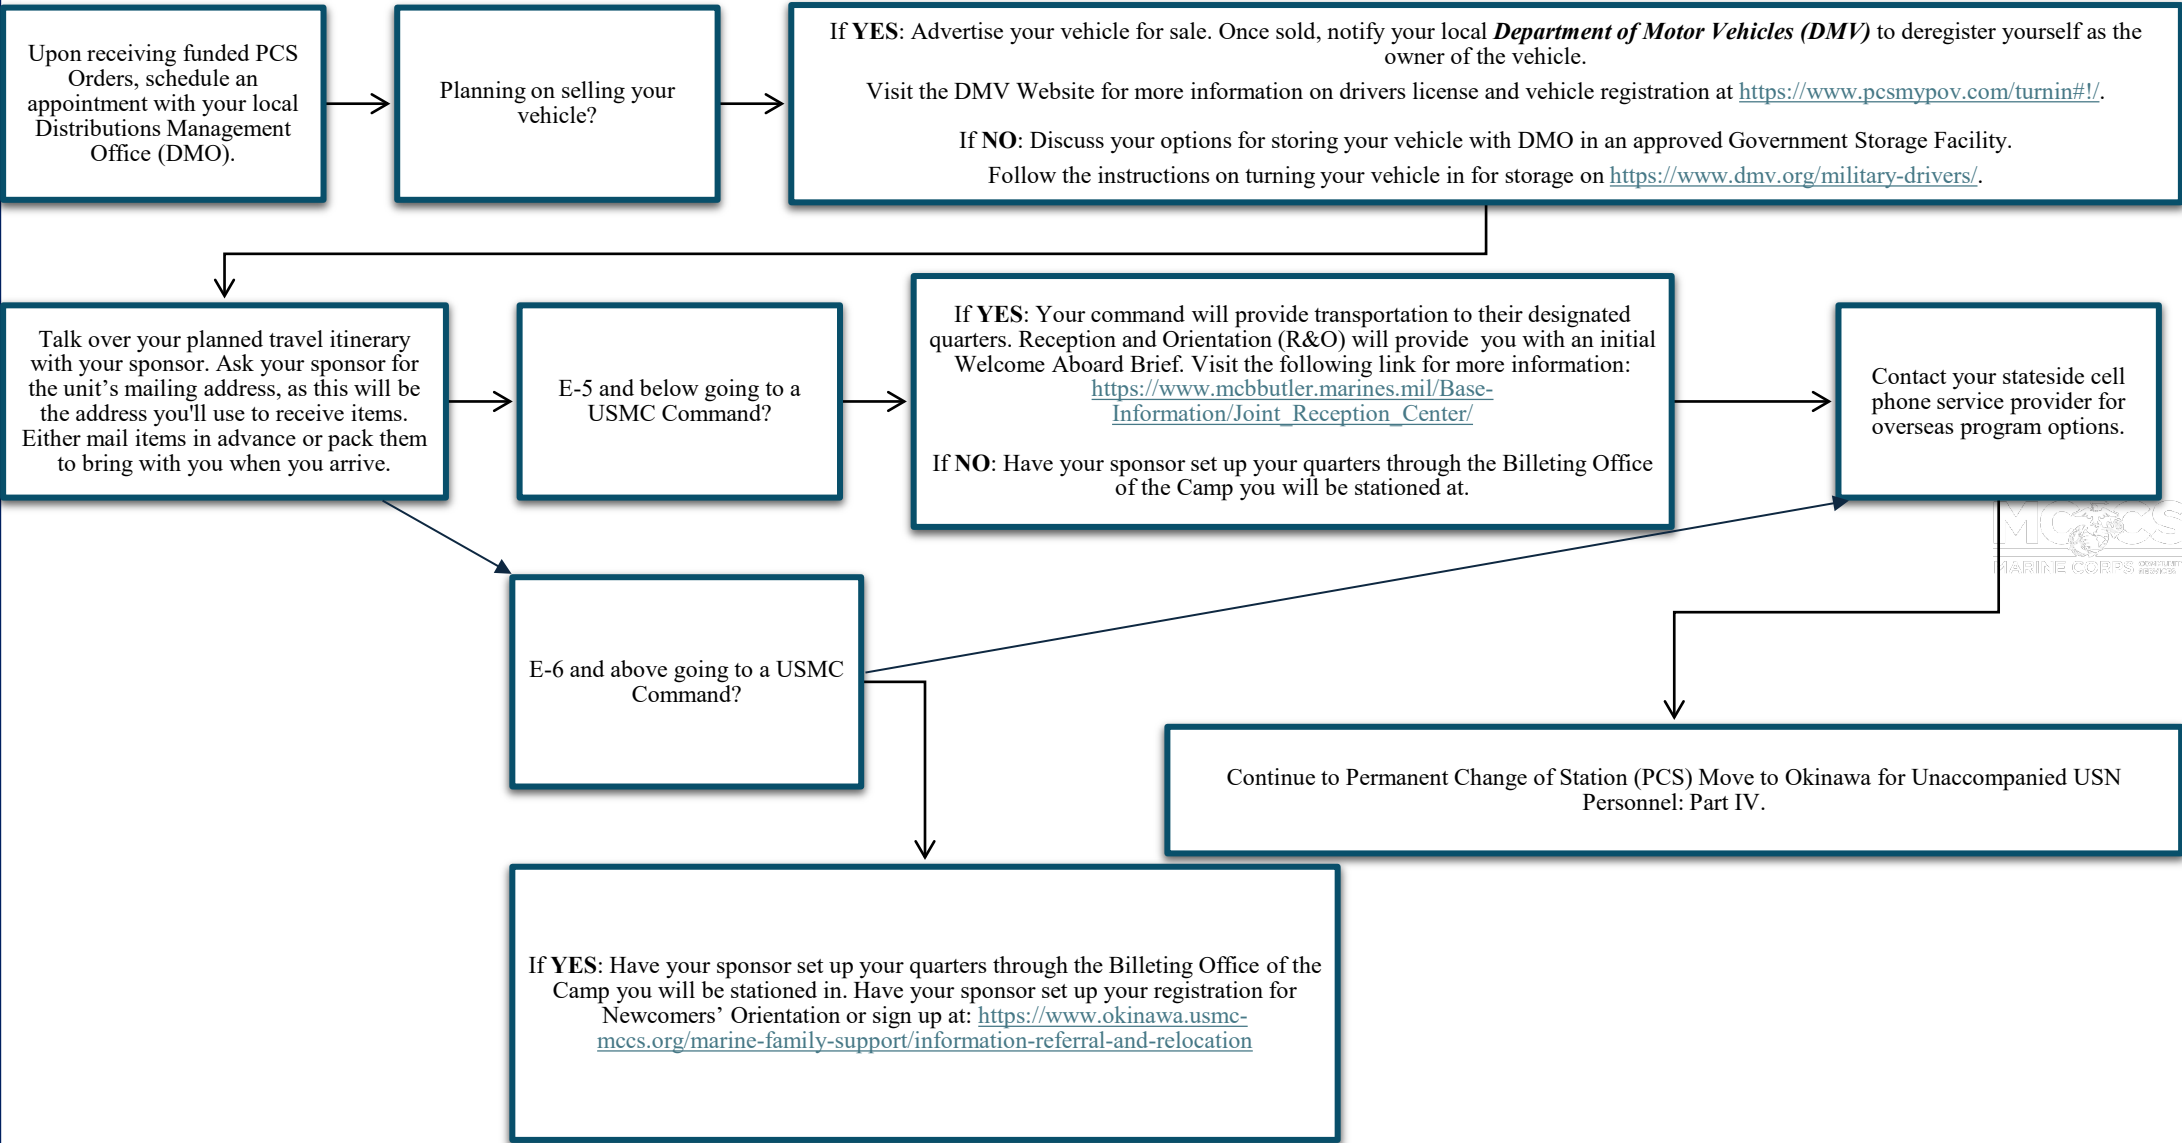 Upon receiving funded PCS
Orders, schedule an
appointment with your local
Distributions Management
Office (DMO).
Planning on selling your
vehicle?
If YES: Advertise your vehicle for sale. Once sold, notify your local Department of Motor Vehicles (DMV) to deregister yourself as the
owner of the vehicle.
Visit the DMV Website for more information on drivers license and vehicle registration at https://www.pcsmypov.com/turnin#!/.
If NO: Discuss your options for storing your vehicle with DMO in an approved Government Storage Facility.
Follow the instructions on turning your vehicle in for storage on https://www.dmv.org/military-drivers/.
Talk over your planned travel itinerary
with your sponsor. Ask your sponsor for
the unit’s mailing address, as this will be
the address you'll use to receive items.
Either mail items in advance or pack them
to bring with you when you arrive.
E-5 and below going to a
USMC Command?
If YES: Your command will provide transportation to their designated
quarters. Reception and Orientation (R&O) will provide you with an initial
Welcome Aboard Brief. Visit the following link for more information:
https://www.mcbbutler.marines.mil/Base-
Information/Joint_Reception_Center/
If NO: Have your sponsor set up your quarters through the Billeting Office
of the Camp you will be stationed at.
Contact your stateside cell
phone service provider for
overseas program options.
MCCS
MARINE CORPS COMMUNITY
SERVICES
E-6 and above going to a USMC
Command?
Continue to Permanent Change of Station (PCS) Move to Okinawa for Unaccompanied USN
Personnel: Part IV.
If YES: Have your sponsor set up your quarters through the Billeting Office of the
Camp you will be stationed in. Have your sponsor set up your registration for
Newcomers’ Orientation or sign up at: https://www.okinawa.usmc-
mccs.org/marine-family-support/information-referral-and-relocation